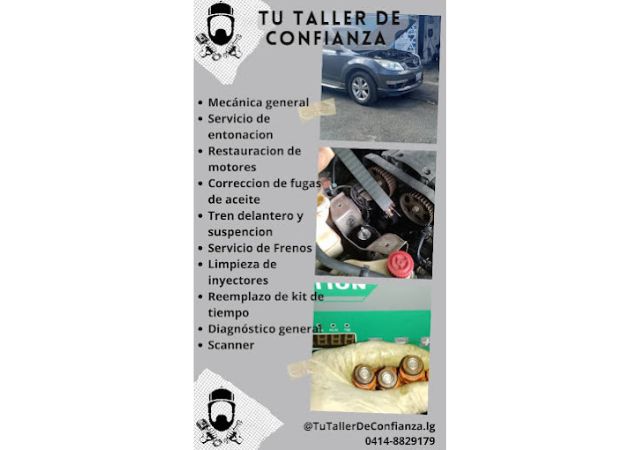 TU TALLER DE
CONFIANZA
Mecánica general
Servicio de
entonacion
Restauracion de
motores
Correccion de fugas
de aceite
Tren delantero y
suspencion
Servicio de Frenos
Limpieza de
inyectores
Reemplazo de kit de
tiempo
Diagnóstico general
Scanner
TION
@TuTallerDeConfianza.lg
0414-8829179